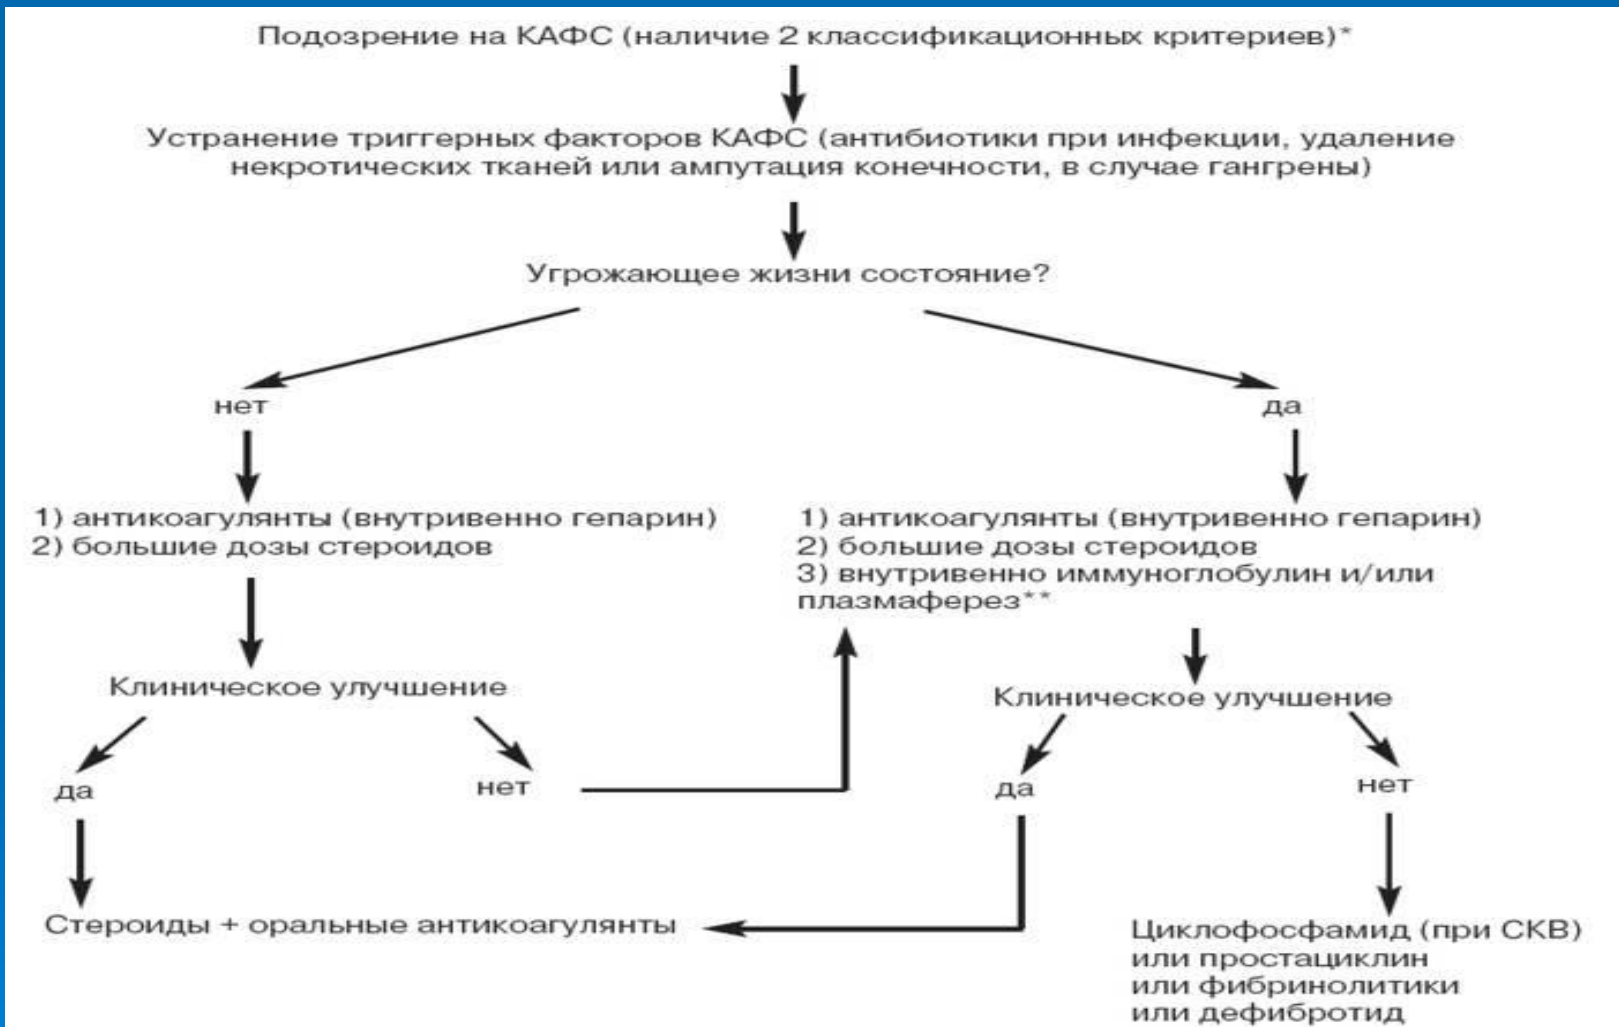 Подозрение на КАФС (наличие 2 классификационных критериев)*
Устранение триггерных факторов КАФС (антибиотики при инфекции, удаление
некротических тканей или ампутация конечности, в случае гангрены)
Угрожающее жизни состояние?
нет
да
1) антикоагулянты (внутривенно гепарин)
2) большие дозы стероидов
1) антикоагулянты (внутривенно гепарин)
2) большие дозы стероидов
3) внутривенно иммуноглобулин и/или
плазмаферез**
Клиническое улучшение
Клиническое улучшение
да
нет
да
нет
Стероиды + оральные антикоагулянты
Циклофосфамид (при СКВ)
или простациклин
или фибринолитики
или дефибротид